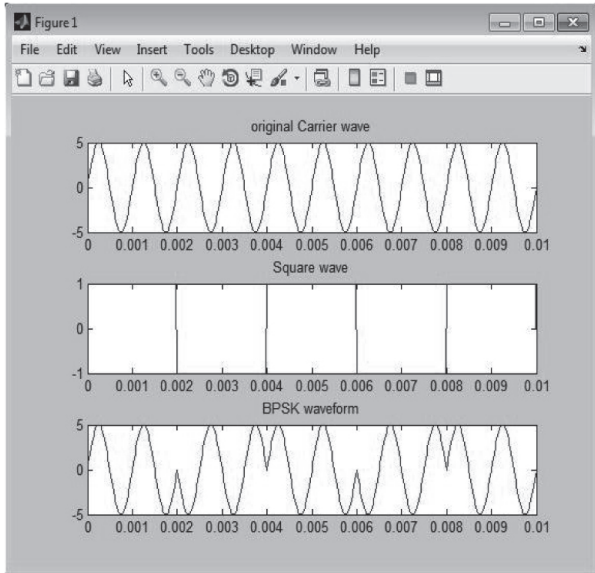 Figure 1
File Edit View Insert Tools Desktop Window Help
original Carrier wave
5
0
-5
0 0.001 0.002 0.003 0.004 0.005 0.006 0.007 0.008 0.009 0.01
Square wave
1
0
-1
0 0.001 0.002 0.003 0.004 0.005 0.006 0.007 0.008 0.009 0.01
BPSK waveform
5
0
-5
0 0.001 0.002 0.003 0.004 0.005 0.006 0.007 0.008 0.009 0.01